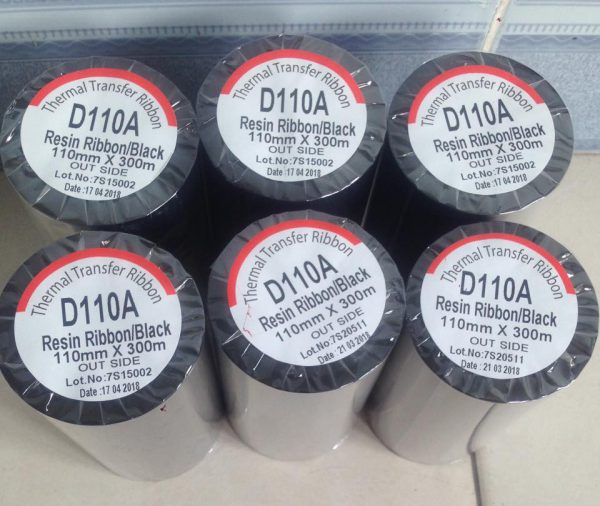 Thermal Transfer Ribbon
D110A
Resin Ribbon/Black
110mm X 300m
OUT SIDE
Lot.No:7S15002
Date :17 04 2018
Thermal Transfer Ribbon
D110A
Resin Ribbon/Black
110mm X 300m
OUT SIDE
Lot.No:7S15002
Date :17 04 2018
Thermal Transfer Ribbon
D110A
Resin Ribbon/Black
110mm X 300m
OUT SIDE
Lot.No:7S15002
Date :17 04 2018
Thermal Transfer Ribbon
D110A
Resin Ribbon/Black
110mm X 300m
OUT SIDE
Lot.No:7S15002
Date :17 04 2018
Thermal Transfer Ribbon
D110A
Resin Ribbon/Black
110mm X 300m
OUT SIDE
Lot.No:7S20511
Date : 21 03 2018
Thermal Transfer Ribbon
D110A
Resin Ribbon/Black
110mm X 300m
OUT SIDE
Lot.No:7S20511
Date : 21 03 2018